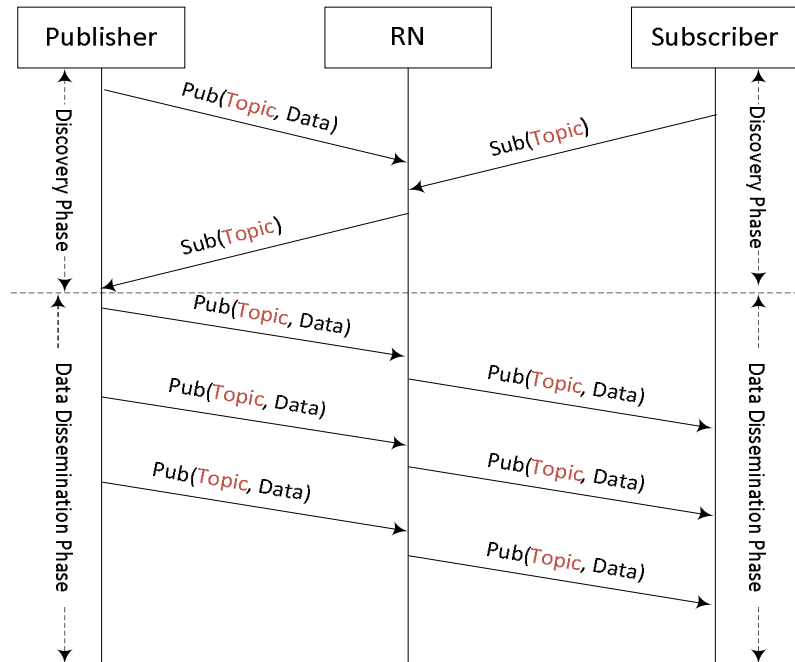 Publisher
RN
Subscriber
Discovery Phase
Pub(Topic, Data)
Sub(Topic)
Discovery Phase
Sub(Topic)
Data Dissemination Phase
Pub(Topic, Data)
Pub(Topic, Data)
Pub(Topic, Data)
Pub(Topic, Data)
Pub(Topic, Data)
Pub(Topic, Data)
Data Dissemination Phase